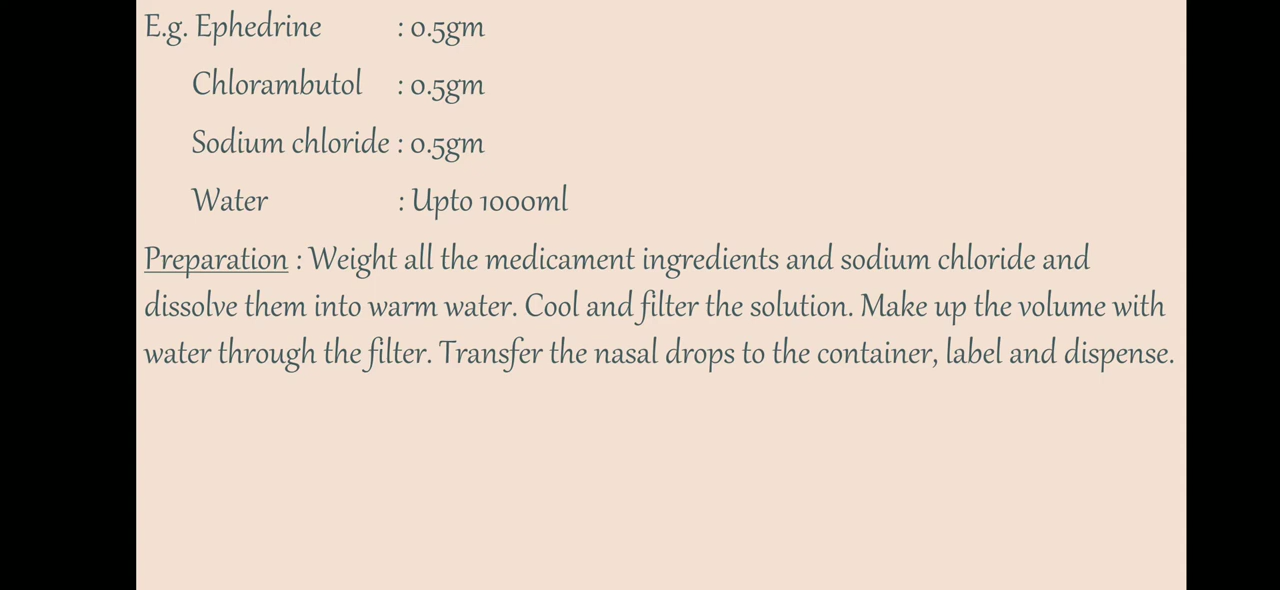 E.g. Ephedrine : 0.5gm
Chlorambutol : 0.5gm
Sodium chloride : 0.5gm
Water : Upto 1000ml
Preparation : Weight all the medicament ingredients and sodium chloride and
dissolve them into warm water. Cool and filter the solution. Make up the volume with
water through the filter. Transfer the nasal drops to the container, label and dispense.